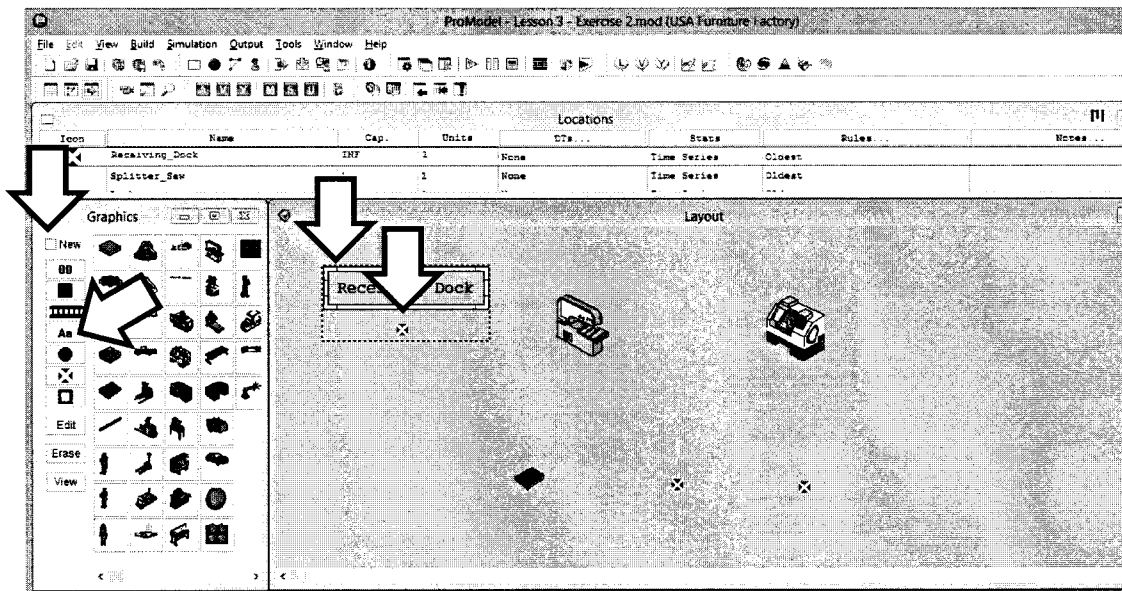 ProModel - Lesson 3 - Exercise 2.mod (USA Furniture Factory)
File Edit View Build Simulation Output Tools Window Help
Locations
Icon Name Cap. Units DTs... Stats Rules... Notes...
Receiving_Dock INF 1 None Time Series Oldest
Splitter_Saw 1 None Time Series Oldest
Graphics
Layout
New
Aa
Edit
Erase
View
Dock